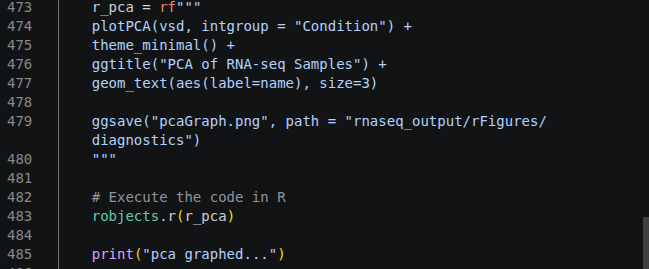 473 r_pca = rf"""
474 plotPCA(vsd, intgroup = "Condition") +
475 theme_minimal() +
476 ggtitle("PCA of RNA-seq Samples") +
477 geom_text(aes(label=name), size=3)
478
479 ggsave("pcaGraph.png", path = "rnaseq_output/rFigures/
diagnostics")
480 """
481
482 # Execute the code in R
483 robjects.r(r_pca)
484
485 print("pca graphed...")